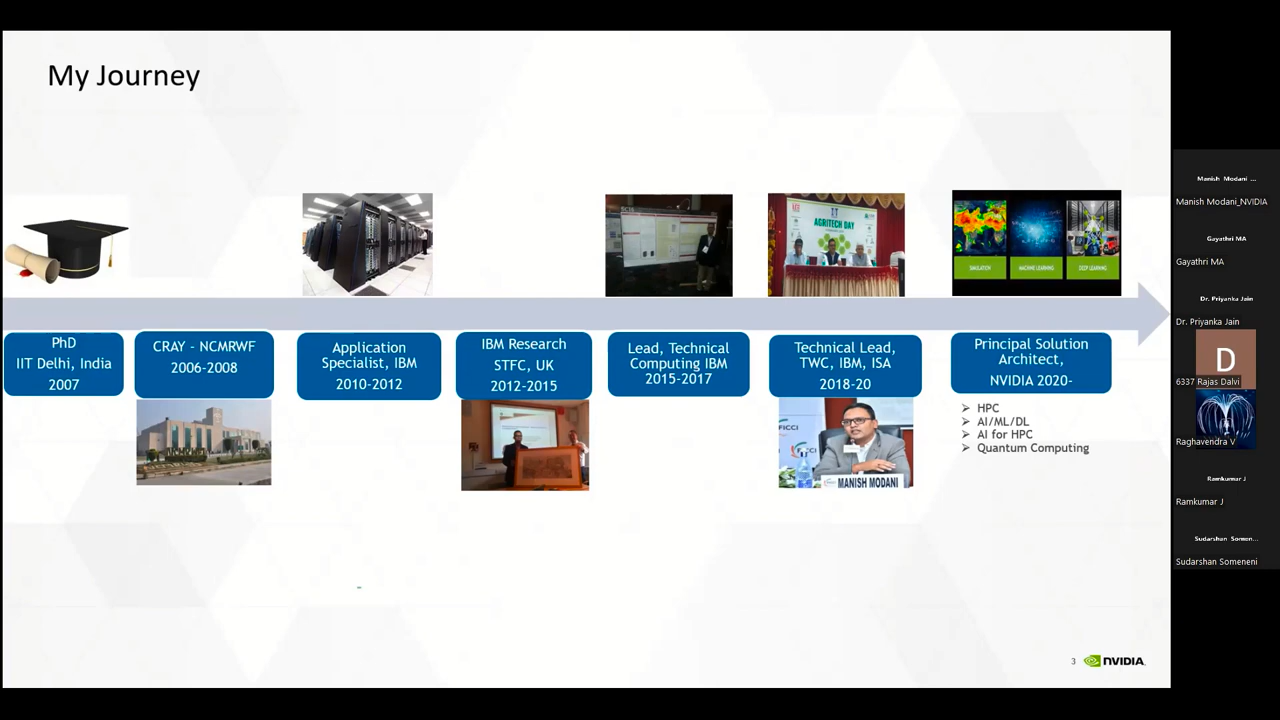 My Journey
AGRITECH DAY
SIMULATION
MACHINE LEARNING
DEEP LEARNING
PhD
IIT Delhi, India
2007
CRAY - NCMRWF
2006-2008
Application
Specialist, IBM
2010-2012
IBM Research
STFC, UK
2012-2015
Lead, Technical
Computing IBM
2015-2017
Technical Lead,
TWC, IBM, ISA
2018-20
Principal Solution
Architect,
NVIDIA 2020-
FICCI
MANISH MODANI
➢ HPC
➢ AI/ML/DL
➢ AI for HPC
➢ Quantum Computing
3
NVIDIA.
Manish Modani ...
Manish Modani_NVIDIA
Gayathri MA
Gayathri MA
Dr. Priyanka Jain
Dr. Priyanka Jain
D
6337 Rajas Dalvi
Raghavendra V
Ramkumar J
Ramkumar J
Sudarshan Somen...
Sudarshan Someneni